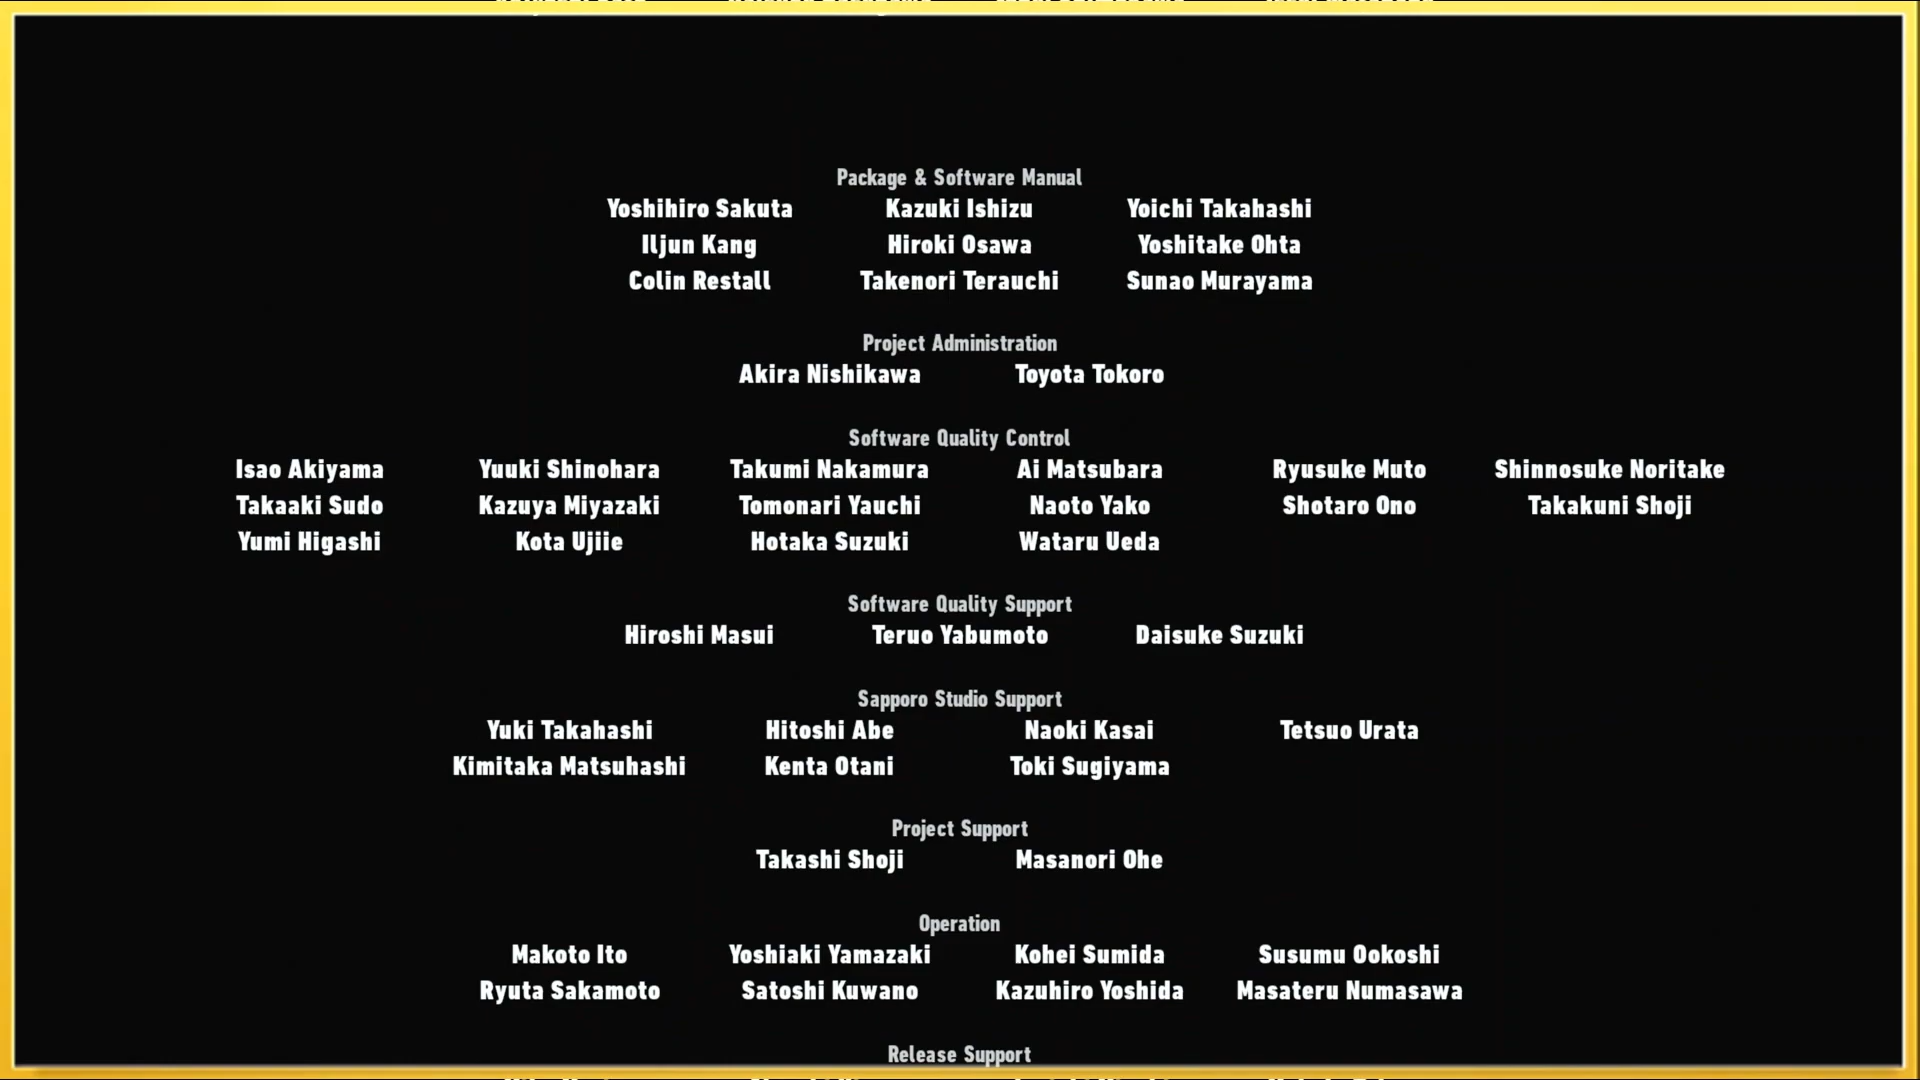 Package & Software Manual
Yoshihiro Sakuta Kazuki Ishizu Yoichi Takahashi
Iljun Kang Hiroki Osawa Yoshitake Ohta
Colin Restall Takenori Terauchi Sunao Murayama
Project Administration
Akira Nishikawa Toyota Tokoro
Software Quality Control
Isao Akiyama Yuuki Shinohara Takumi Nakamura Ai Matsubara Ryusuke Muto Shinnosuke Noritake
Takaaki Sudo Kazuya Miyazaki Tomonari Yauchi Naoto Yako Shotaro Ono Takakuni Shoji
Yumi Higashi Kota Ujiie Hotaka Suzuki Wataru Ueda
Software Quality Support
Hiroshi Masui Teruo Yabumoto Daisuke Suzuki
Sapporo Studio Support
Yuki Takahashi Hitoshi Abe Naoki Kasai Tetsuo Urata
Kimitaka Matsuhashi Kenta Otani Toki Sugiyama
Project Support
Takashi Shoji Masanori Ohe
Operation
Makoto Ito Yoshiaki Yamazaki Kohei Sumida Susumu Ookoshi
Ryuta Sakamoto Satoshi Kuwano Kazuhiro Yoshida Masateru Numasawa
Release Support